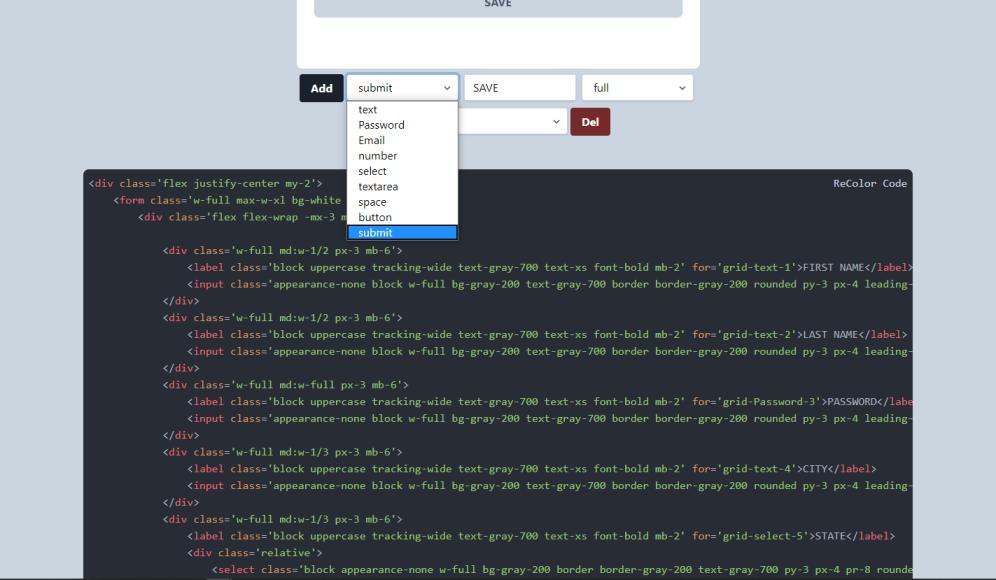 SAVE
Add submit SAVE full
text
Password
Email
number
select
textarea
space
button
submit
Del
ReColor Code
<div class='flex justify-center my-2'>
<form class='w-full max-w-xl bg-white
<div class='flex flex-wrap -mx-3
<div class='w-full md:w-1/2 px-3 mb-6'>
<label class='block uppercase tracking-wide text-gray-700 text-xs font-bold mb-2' for='grid-text-1'>FIRST NAME</label>
<input class='appearance-none block w-full bg-gray-200 text-gray-700 border border-gray-200 rounded py-3 px-4 leading-
</div>
<div class='w-full md:w-1/2 px-3 mb-6'>
<label class='block uppercase tracking-wide text-gray-700 text-xs font-bold mb-2' for='grid-text-2'>LAST NAME</label>
<input class='appearance-none block w-full bg-gray-200 text-gray-700 border border-gray-200 rounded py-3 px-4 leading-
</div>
<div class='w-full md:w-full px-3 mb-6'>
<label class='block uppercase tracking-wide text-gray-700 text-xs font-bold mb-2' for='grid-Password-3'>PASSWORD</labe
<input class='appearance-none block w-full bg-gray-200 text-gray-700 border border-gray-200 rounded py-3 px-4 leading-
</div>
<div class='w-full md:w-1/3 px-3 mb-6'>
<label class='block uppercase tracking-wide text-gray-700 text-xs font-bold mb-2' for='grid-text-4'>CITY</label>
<input class='appearance-none block w-full bg-gray-200 text-gray-700 border border-gray-200 rounded py-3 px-4 leading-
</div>
<div class='w-full md:w-1/3 px-3 mb-6'>
<label class='block uppercase tracking-wide text-gray-700 text-xs font-bold mb-2' for='grid-select-5'>STATE</label>
<div class='relative'>
<select class='block appearance-none w-full bg-gray-200 border border-gray-200 text-gray-700 py-3 px-4 pr-8 rounde